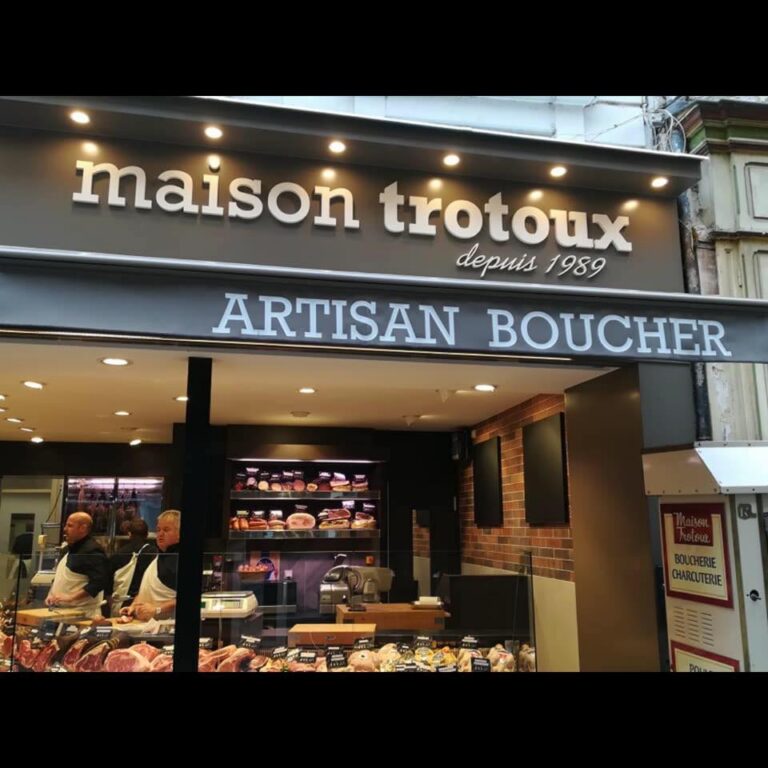 maison trotoux
depuis 1989
ARTISAN BOUCHER
Maison
Trotoux
BOUCHERIE
CHARCUTERIE